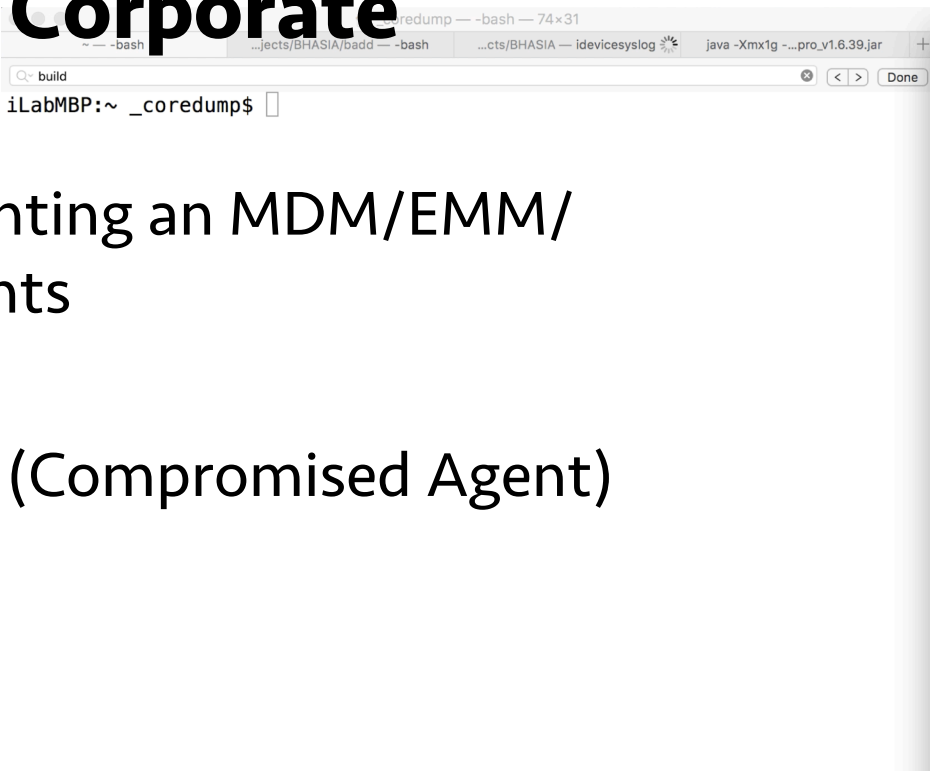 Corporate
coredump — -bash — 74×31
~ — -bash ...jects/BHASIA/badd — -bash ...cts/BHASIA — idevicesyslog java -Xmx1g -...pro_v1.6.39.jar +
build < > Done
iLabMBP:~ _coredump$
nting an MDM/EMM/
nts
(Compromised Agent)